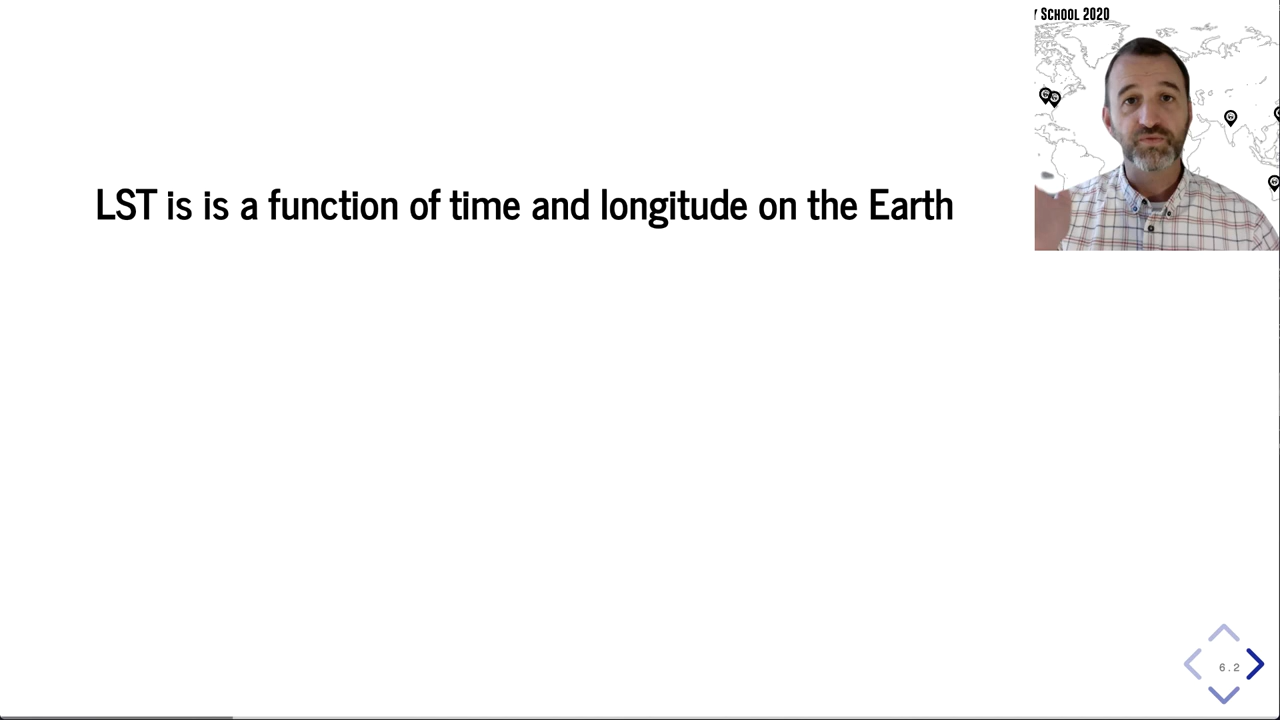 Y SCHOOL 2020
LST is is a function of time and longitude on the Earth
6.2